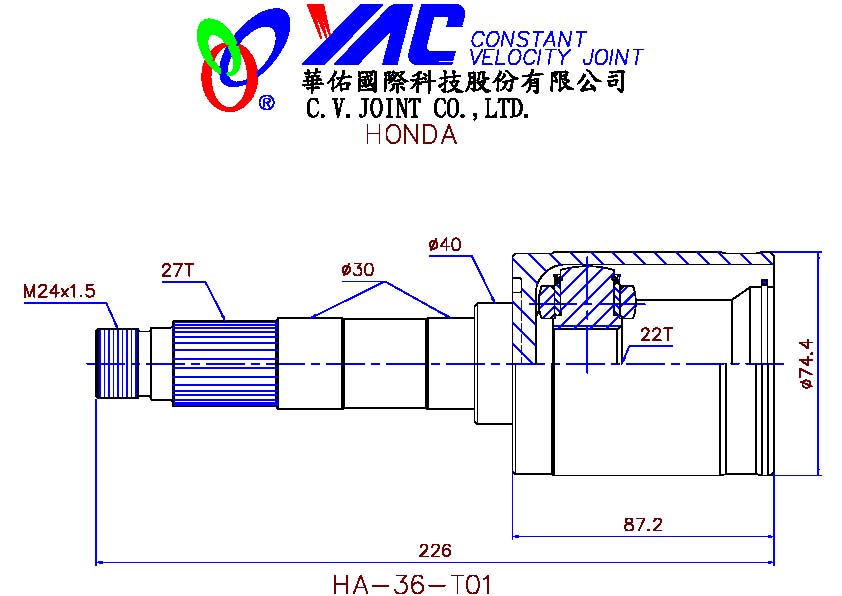 YAC CONSTANT
VELOCITY JOINT
華佑國際科技股份有限公司
®
C.V.JOINT CO.,LTD.
HONDA
ø40
27T
ø30
M24x1.5
22T
ø74.4
87.2
226
HA-36-T01